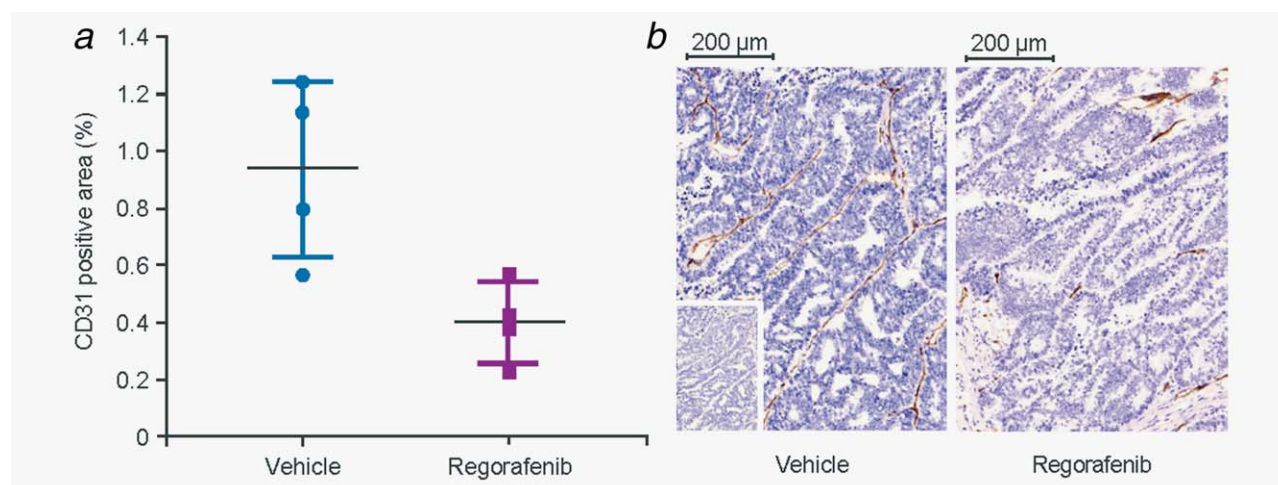 a
1.4
1.2
1.0
0.8
0.6
0.4
0.2
0
CD31 positive area (%)
Vehicle
Regorafenib
b
200 µm
200 µm
Vehicle
Regorafenib